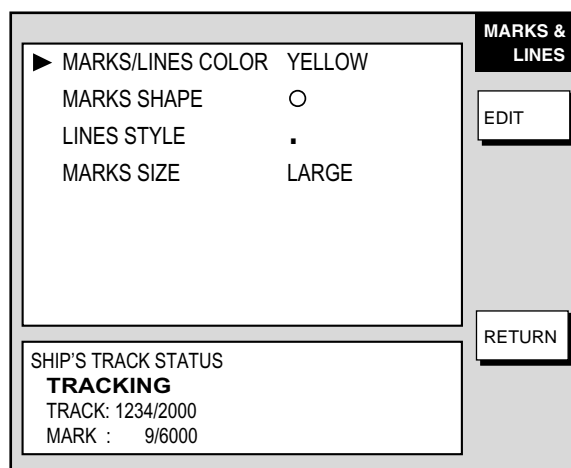 MARKS &
LINES
▶ MARKS/LINES COLOR YELLOW
MARKS SHAPE ○
LINES STYLE .
MARKS SIZE LARGE
EDIT
RETURN
SHIP'S TRACK STATUS
TRACKING
TRACK: 1234/2000
MARK : 9/6000